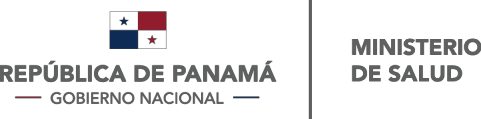 REPÚBLICA DE PANAMÁ
GOBIERNO NACIONAL
MINISTERIO
DE SALUD